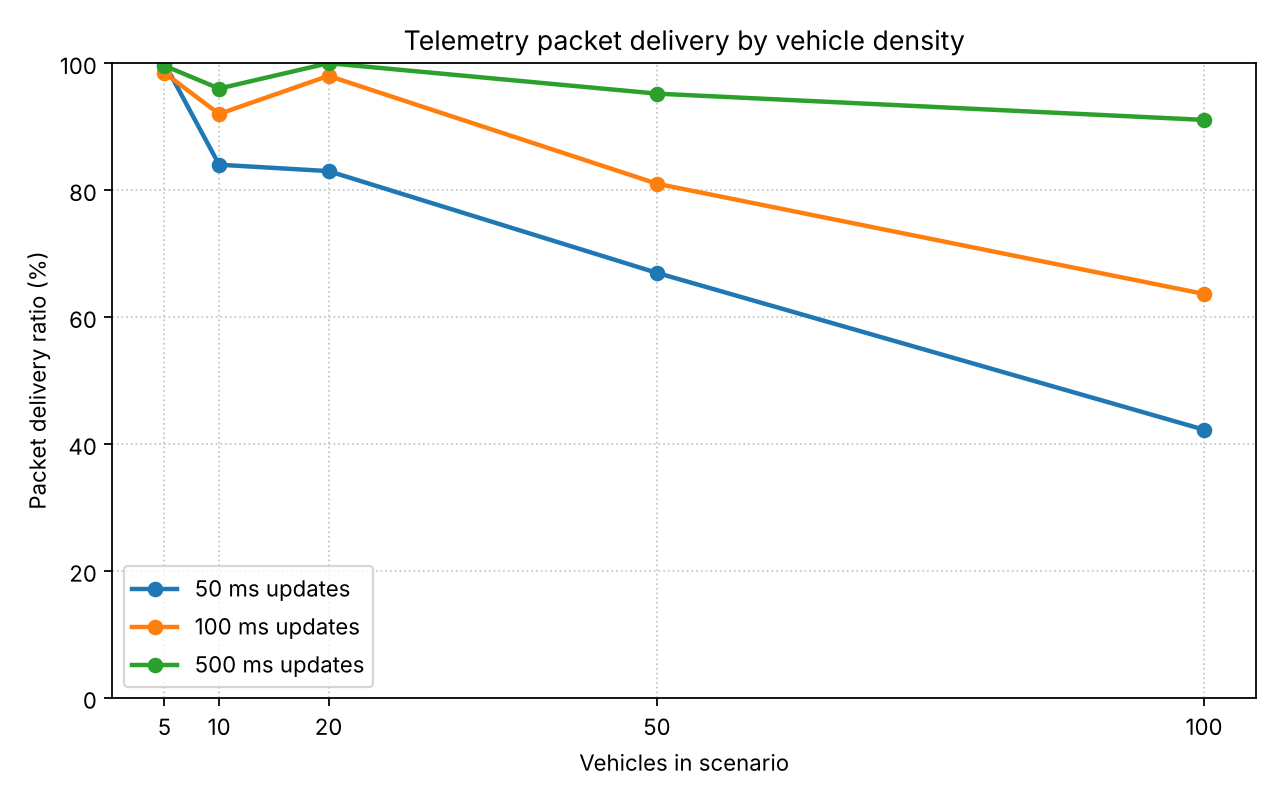 Telemetry packet delivery by vehicle density
Packet delivery ratio (%)
100
80
60
40
20
0
50 ms updates
100 ms updates
500 ms updates
5 10 20 50 100
Vehicles in scenario